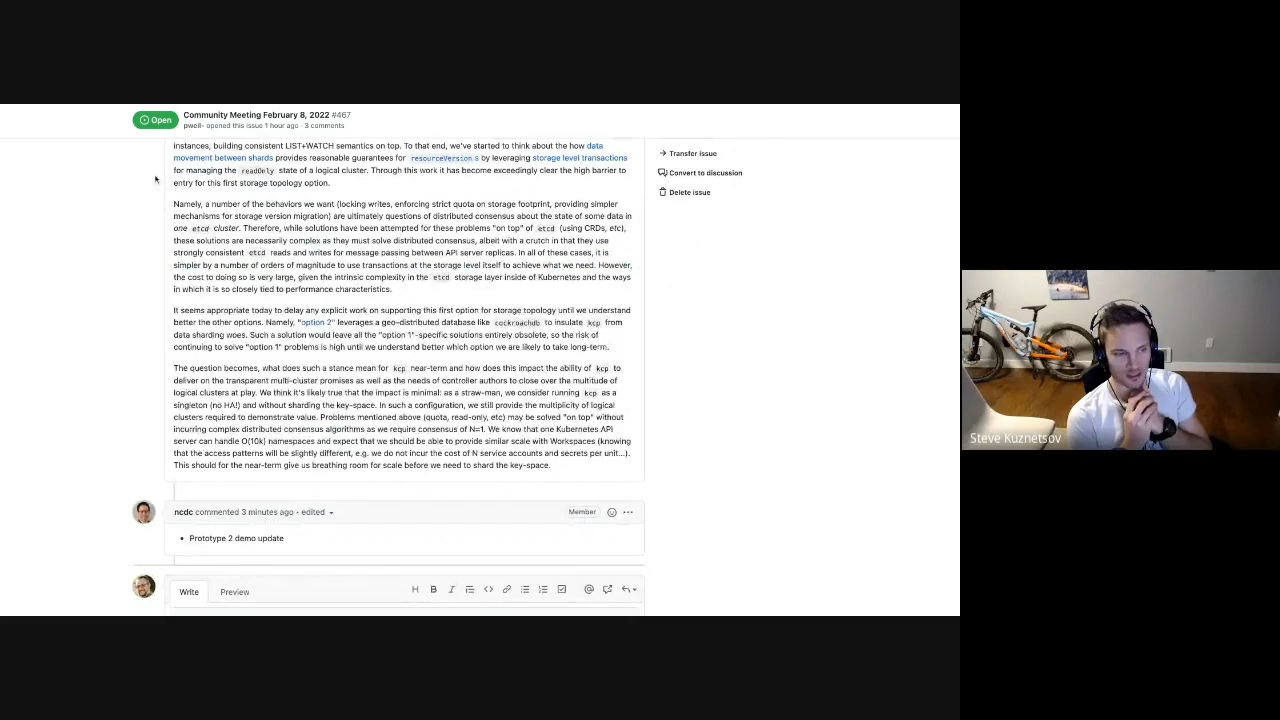 Open
Community Meeting February 8, 2022 #467
pweil- opened this issue 1 hour ago · 3 comments
instances, building consistent LIST+WATCH semantics on top. To that end, we've started to think about the how data
movement between shards provides reasonable guarantees for resourceVersion s by leveraging storage level transactions
for managing the readOnly state of a logical cluster. Through this work it has become exceedingly clear the high barrier to
entry for this first storage topology option.
Namely, a number of the behaviors we want (locking writes, enforcing strict quota on storage footprint, providing simpler
mechanisms for storage version migration) are ultimately questions of distributed consensus about the state of some data in
one etcd cluster. Therefore, while solutions have been attempted for these problems "on top" of etcd (using CRDs, etc),
these solutions are necessarily complex as they must solve distributed consensus, albeit with a crutch in that they use
strongly consistent etcd reads and writes for message passing between API server replicas. In all of these cases, it is
simpler by a number of orders of magnitude to use transactions at the storage level itself to achieve what we need. However,
the cost to doing so is very large, given the intrinsic complexity in the etcd storage layer inside of Kubernetes and the ways
in which it is so closely tied to performance characteristics.
It seems appropriate today to delay any explicit work on supporting this first option for storage topology until we understand
better the other options. Namely, "option 2" leverages a geo-distributed database like cockroachdb to insulate kcp from
data sharding woes. Such a solution would leave all the "option 1"-specific solutions entirely obsolete, so the risk of
continuing to solve "option 1" problems is high until we understand better which option we are likely to take long-term.
The question becomes, what does such a stance mean for kcp near-term and how does this impact the ability of kcp to
deliver on the transparent multi-cluster promises as well as the needs of controller authors to close over the multitude of
logical clusters at play. We think it's likely true that the impact is minimal: as a straw-man, we consider running kcp as a
singleton (no HA!) and without sharding the key-space. In such a configuration, we still provide the multiplicity of logical
clusters required to demonstrate value. Problems mentioned above (quota, read-only, etc) may be solved "on top" without
incurring complex distributed consensus algorithms as we require consensus of N=1. We know that one Kubernetes API
server can handle O(10k) namespaces and expect that we should be able to provide similar scale with Workspaces (knowing
that the access patterns will be slightly different, e.g. we do not incur the cost of N service accounts and secrets per unit...).
This should for the near-term give us breathing room for scale before we need to shard the key-space.
ncdc commented 3 minutes ago · edited
Member
• Prototype 2 demo update
Write
Preview
Transfer issue
Convert to discussion
Delete issue
Steve Kuznetsov